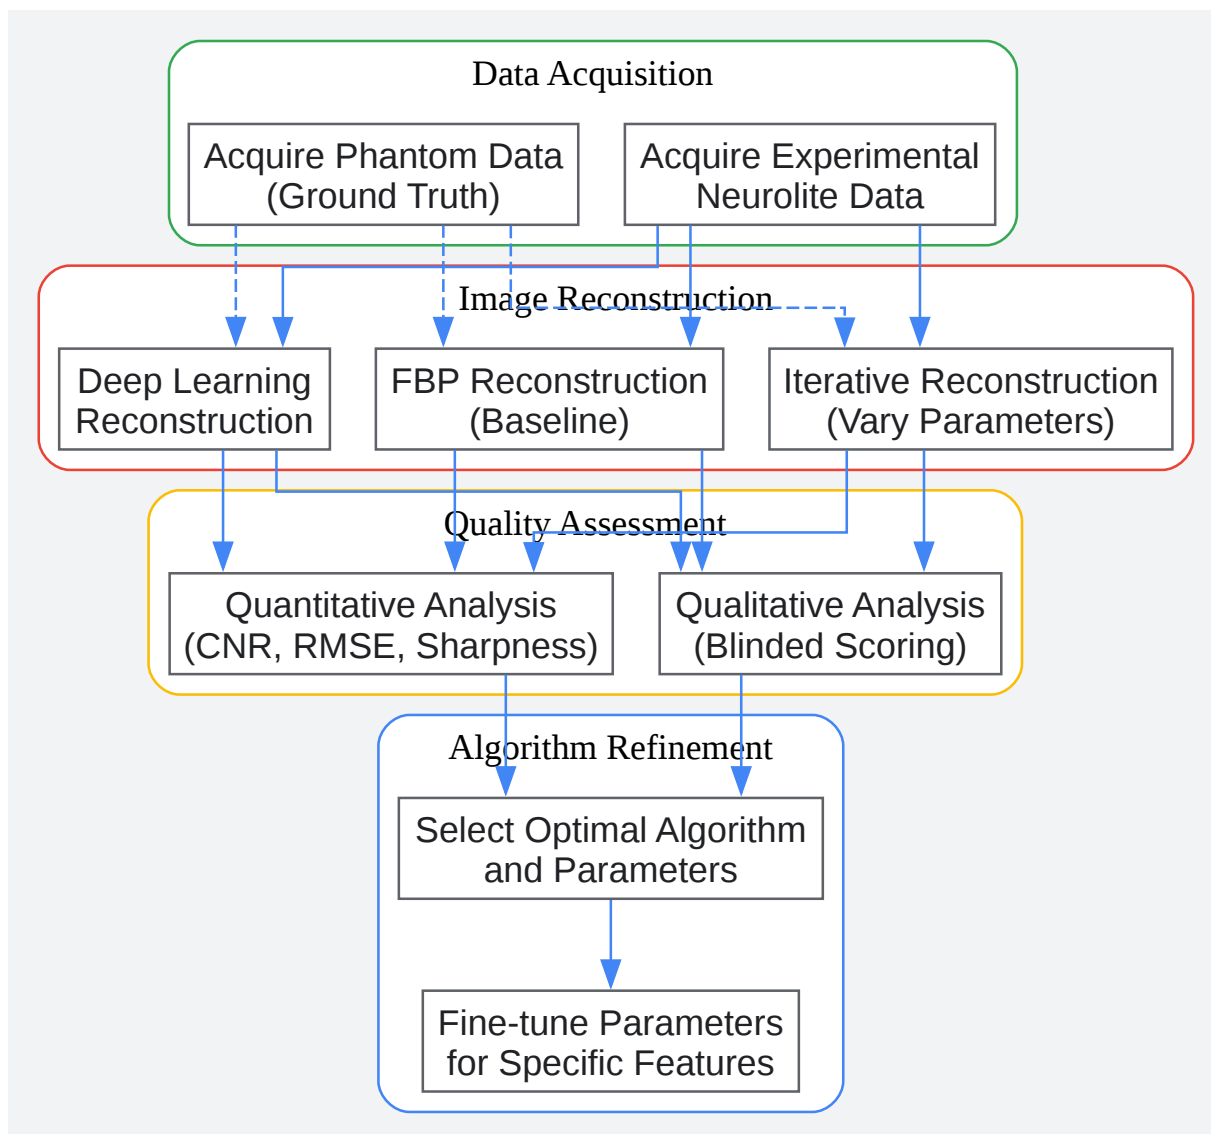 Data Acquisition
Acquire Phantom Data
(Ground Truth)
Acquire Experimental
Neurolite Data
Image Reconstruction
Deep Learning
Reconstruction
FBP Reconstruction
(Baseline)
Iterative Reconstruction
(Vary Parameters)
Quality Assessment
Quantitative Analysis
(CNR, RMSE, Sharpness)
Qualitative Analysis
(Blinded Scoring)
Algorithm Refinement
Select Optimal Algorithm
and Parameters
Fine-tune Parameters
for Specific Features